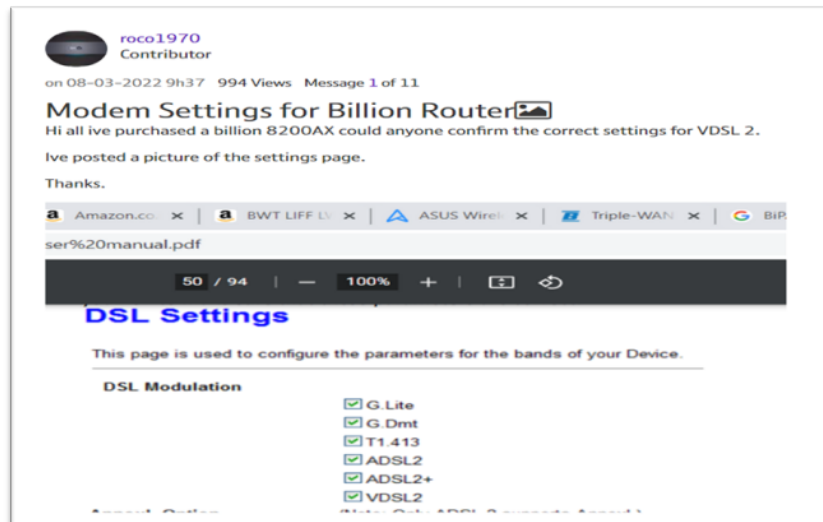 roco1970
Contributor
on 08-03-2022 9h37 994 Views Message 1 of 11
Modem Settings for Billion Router
Hi all ive purchased a billion 8200AX could anyone confirm the correct settings for VDSL 2.
Ive posted a picture of the settings page.
Thanks.
a Amazon.co. × a BWT LIFF × ASUS Wirel × Triple-WAN × G BiP
ser%20manual.pdf
50 / 94 — 100% +
DSL Settings
This page is used to configure the parameters for the bands of your Device.
DSL Modulation
G.Lite
G.Dmt
T1.413
ADSL2
ADSL2+
VDSL2